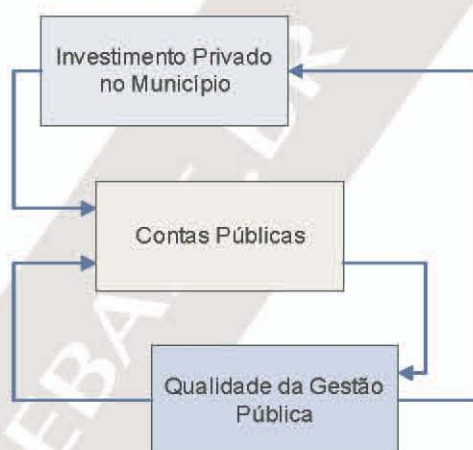 Investimento Privado
no Município
Contas Públicas
Qualidade da Gestão
Pública